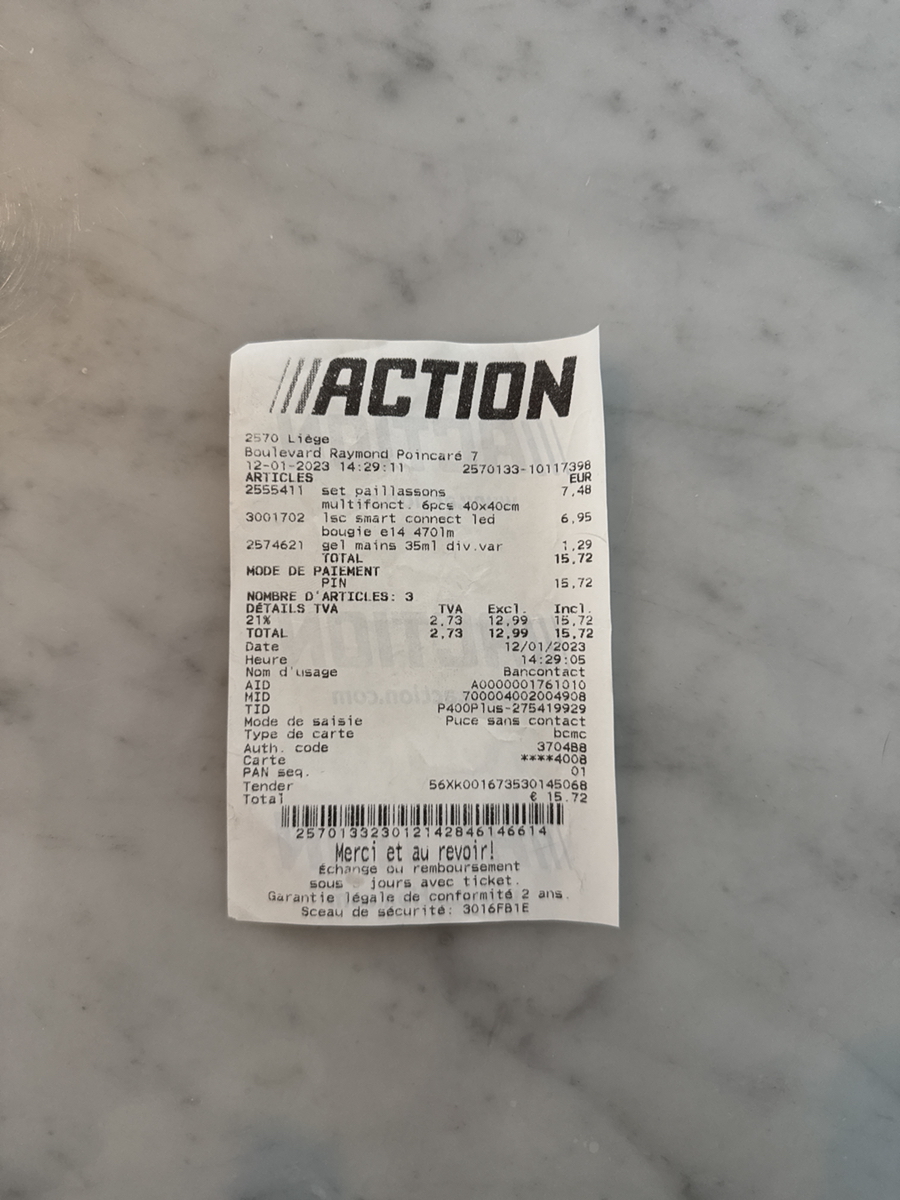 ACTION
2570 Liège
Boulevard Raymond Poincaré 7
12-01-2023 14:29:11 2570133-10117398
ARTICLES EUR
2555411 set paillassons 7,48
multifonct. 6pcs 40x40cm
3001702 lsc smart connect led 6,95
bougie e14 470lm
2574621 gel mains 35ml div.var 1,29
TOTAL 15,72
MODE DE PAIEMENT
PIN 15,72
NOMBRE D'ARTICLES: 3
DÉTAILS TVA TVA Excl. Incl.
21% 2,73 12,99 15,72
TOTAL 2,73 12,99 15,72
Date 12/01/2023
Heure 14:29:05
Nom d'usage Bancontact
AID A0000001761010
MID 700004002004908
TID P400Plus-275419929
Mode de saisie Puce sans contact
Type de carte bcmc
Auth. code 370488
Carte ****4008
PAN seq. 01
Tender 56Xk001673530145068
Total € 15.72
257013323012142846146614
Merci et au revoir!
Échange ou remboursement
sous jours avec ticket.
Garantie légale de conformité 2 ans.
Sceau de sécurité: 3016FB1E